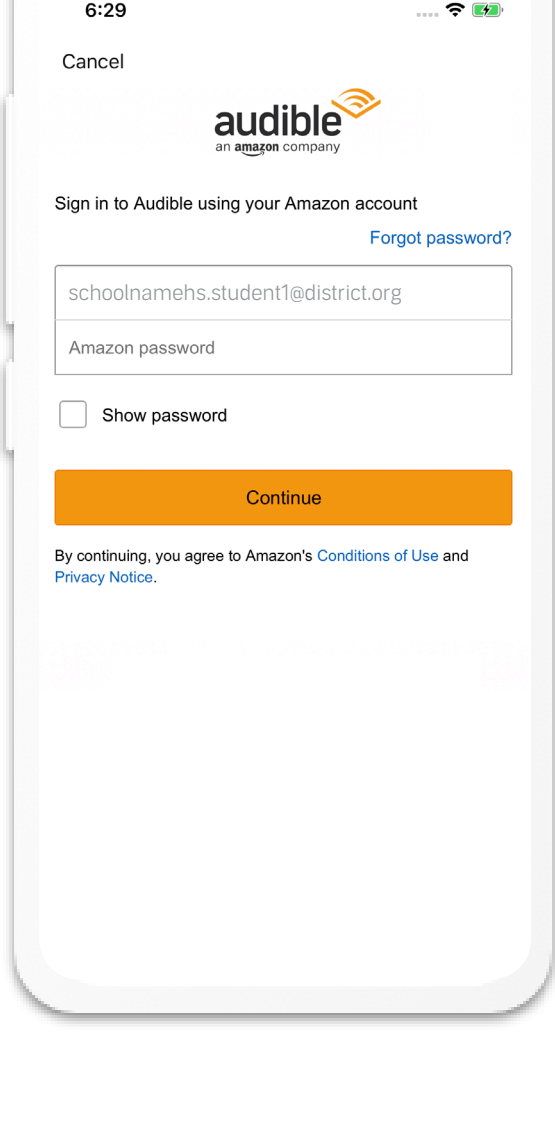 6:29
Cancel
audible
an amazon company
Sign in to Audible using your Amazon account
Forgot password?
schoolnamehs.student1@district.org
Amazon password
Show password
Continue
By continuing, you agree to Amazon's Conditions of Use and
Privacy Notice.